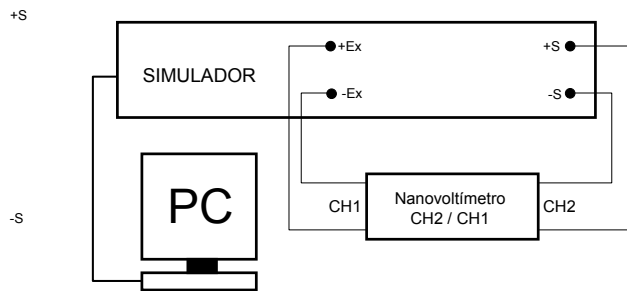 +S
+Ex
+S
SIMULADOR
-Ex
-S
PC
CH1
Nanovoltímetro
CH2 / CH1
CH2
-S